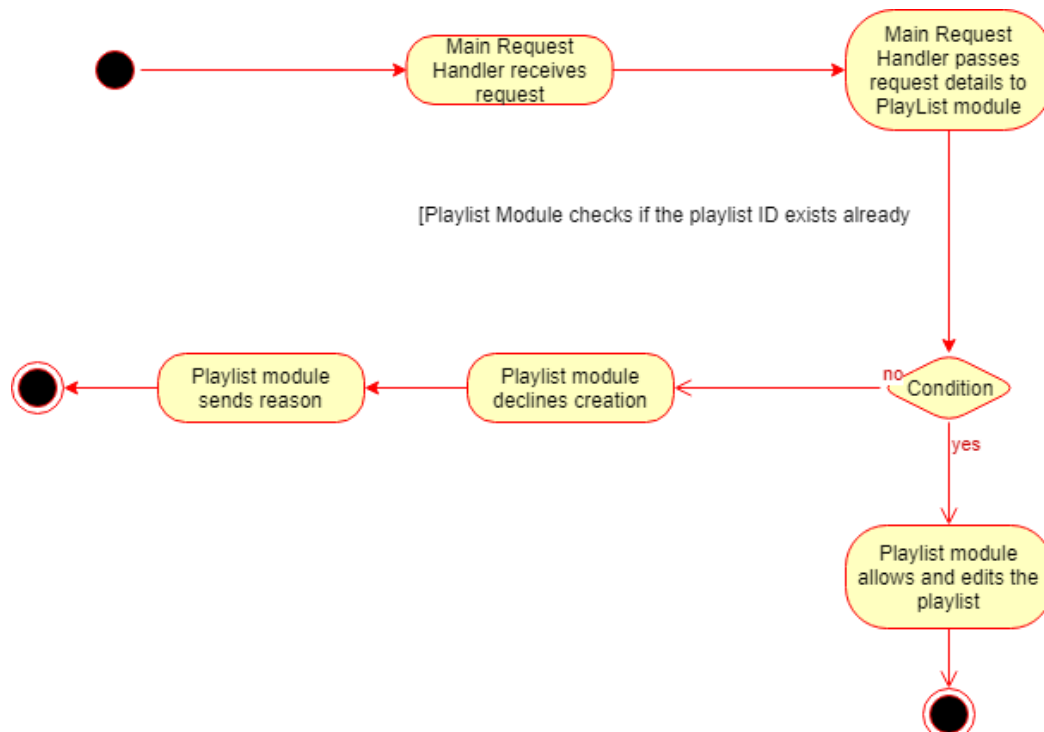 Main Request
Handler receives
request
Main Request
Handler passes
request details to
PlayList module
[Playlist Module checks if the playlist ID exists already
Playlist module
sends reason
Playlist module
declines creation
no
Condition
yes
Playlist module
allows and edits the
playlist